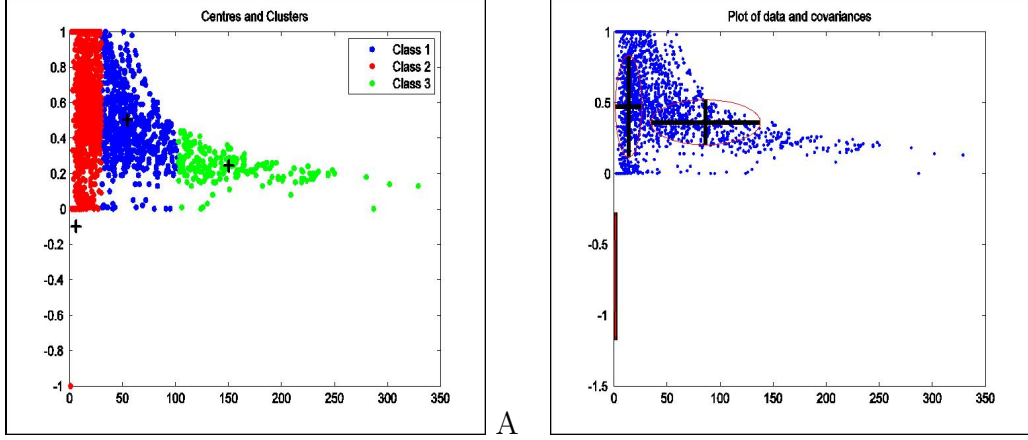 Centres and Clusters
1
0.8
0.6
0.4
0.2
0
-0.2
-0.4
-0.6
-0.8
-1
0 50 100 150 200 250 300 350
Class 1
Class 2
Class 3
A
Plot of data and covariances
1
0.5
0
-0.5
-1
-1.5
0 50 100 150 200 250 300 350